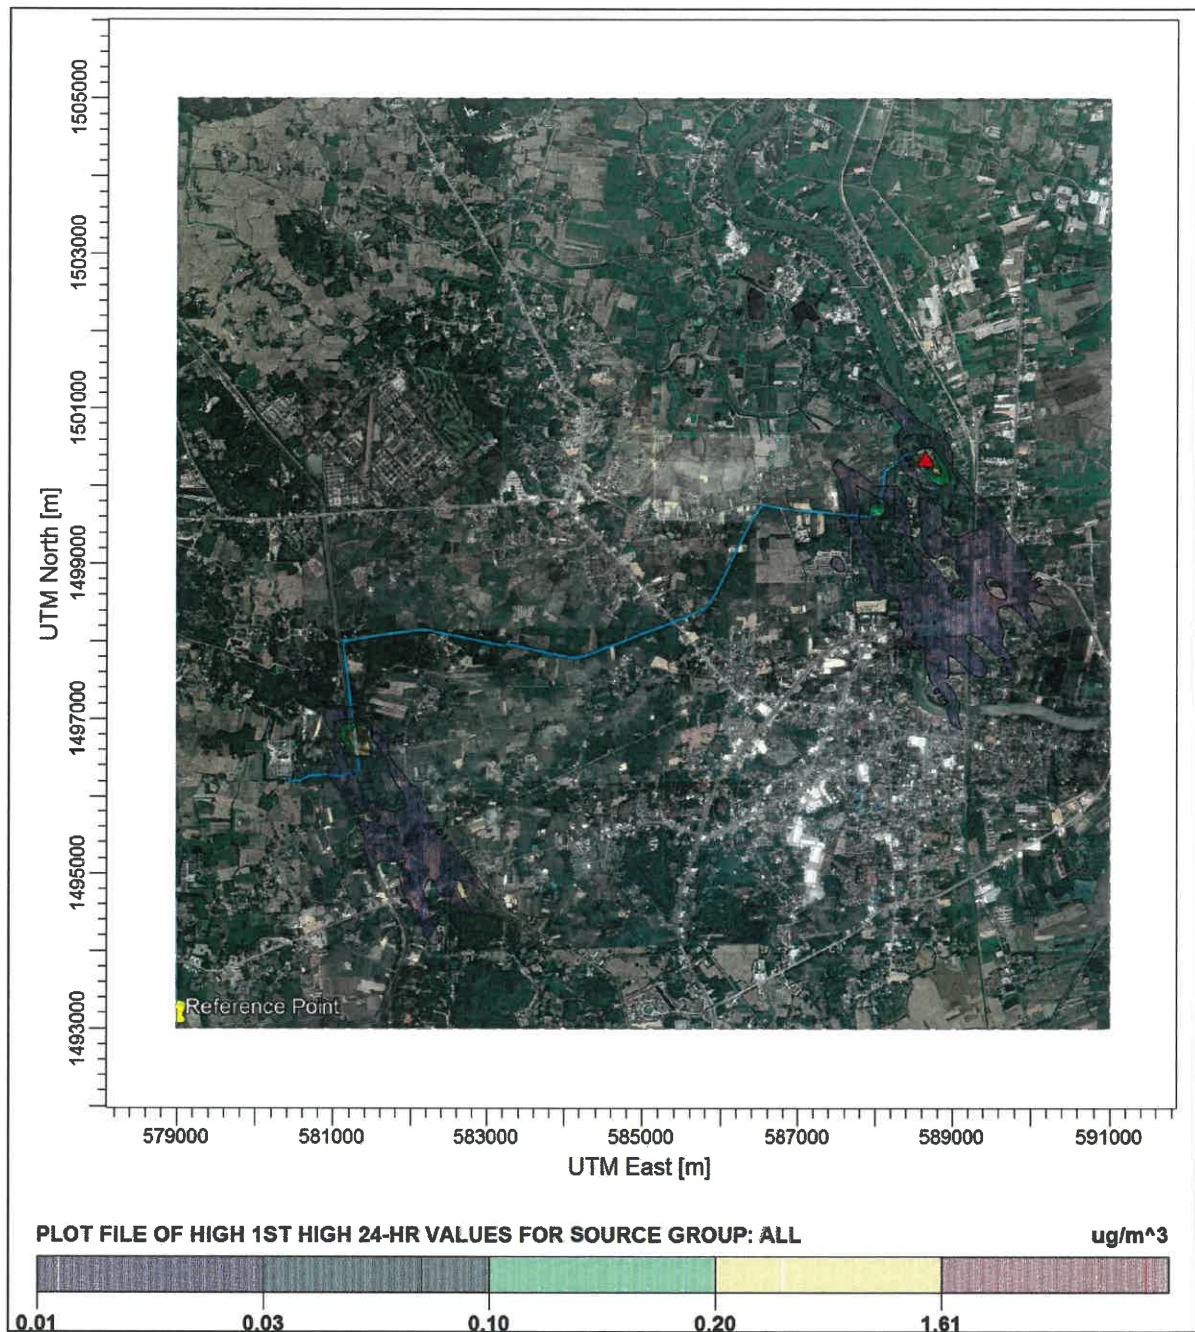 1505000
1503000
1501000
1499000
1497000
1495000
1493000
UTM North [m]
Reference Point
579000 581000 583000 585000 587000 589000 591000
UTM East [m]
PLOT FILE OF HIGH 1ST HIGH 24-HR VALUES FOR SOURCE GROUP: ALL ug/m^3
0.01 0.03 0.10 0.20 1.61